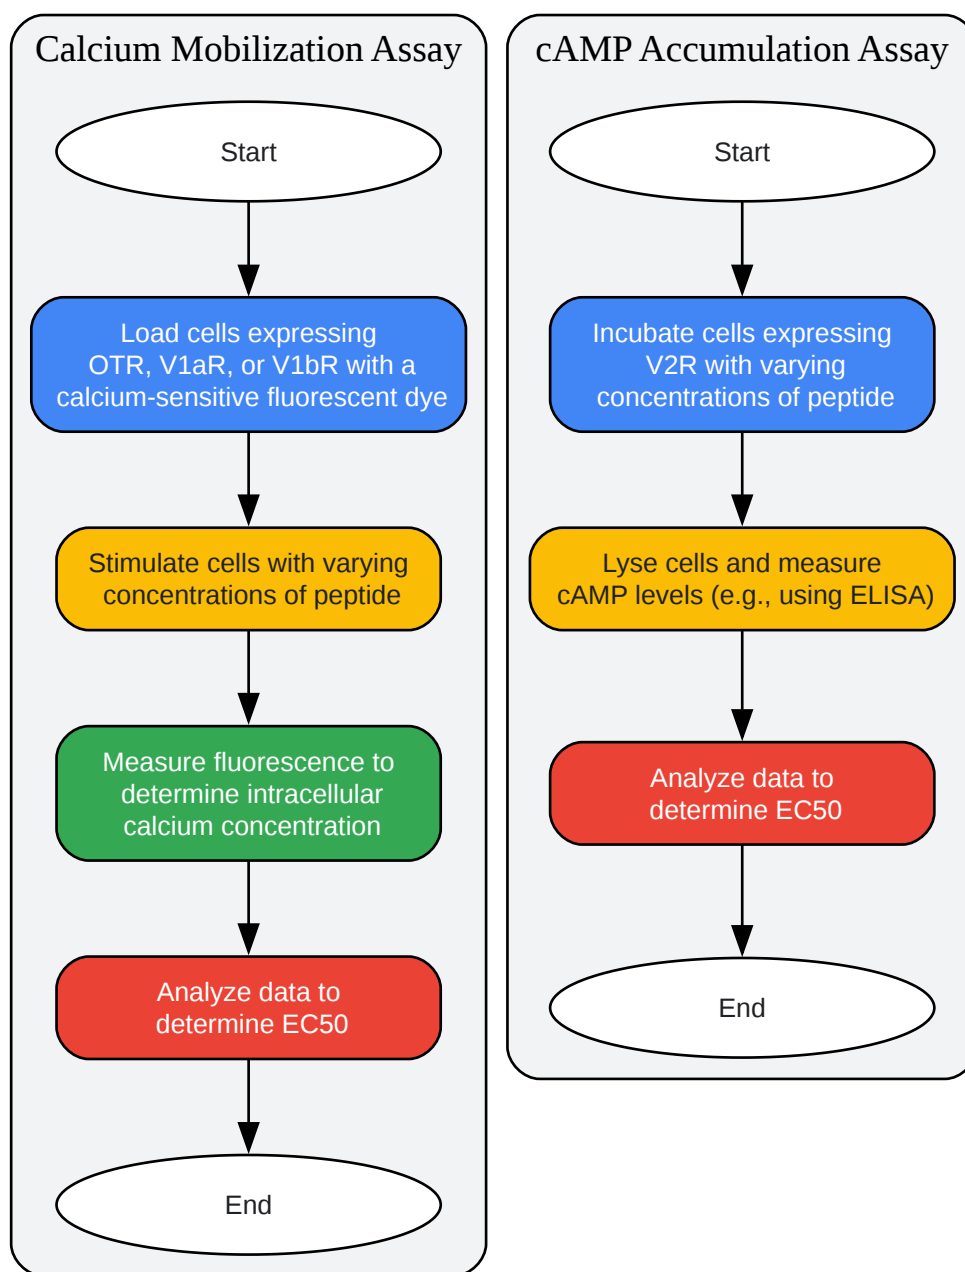 Calcium Mobilization Assay
Start
Load cells expressing
OTR, V1aR, or V1bR with a
calcium-sensitive fluorescent dye
Stimulate cells with varying
concentrations of peptide
Measure fluorescence to
determine intracellular
calcium concentration
Analyze data to
determine EC50
End
cAMP Accumulation Assay
Start
Incubate cells expressing
V2R with varying
concentrations of peptide
Lyse cells and measure
cAMP levels (e.g., using ELISA)
Analyze data to
determine EC50
End